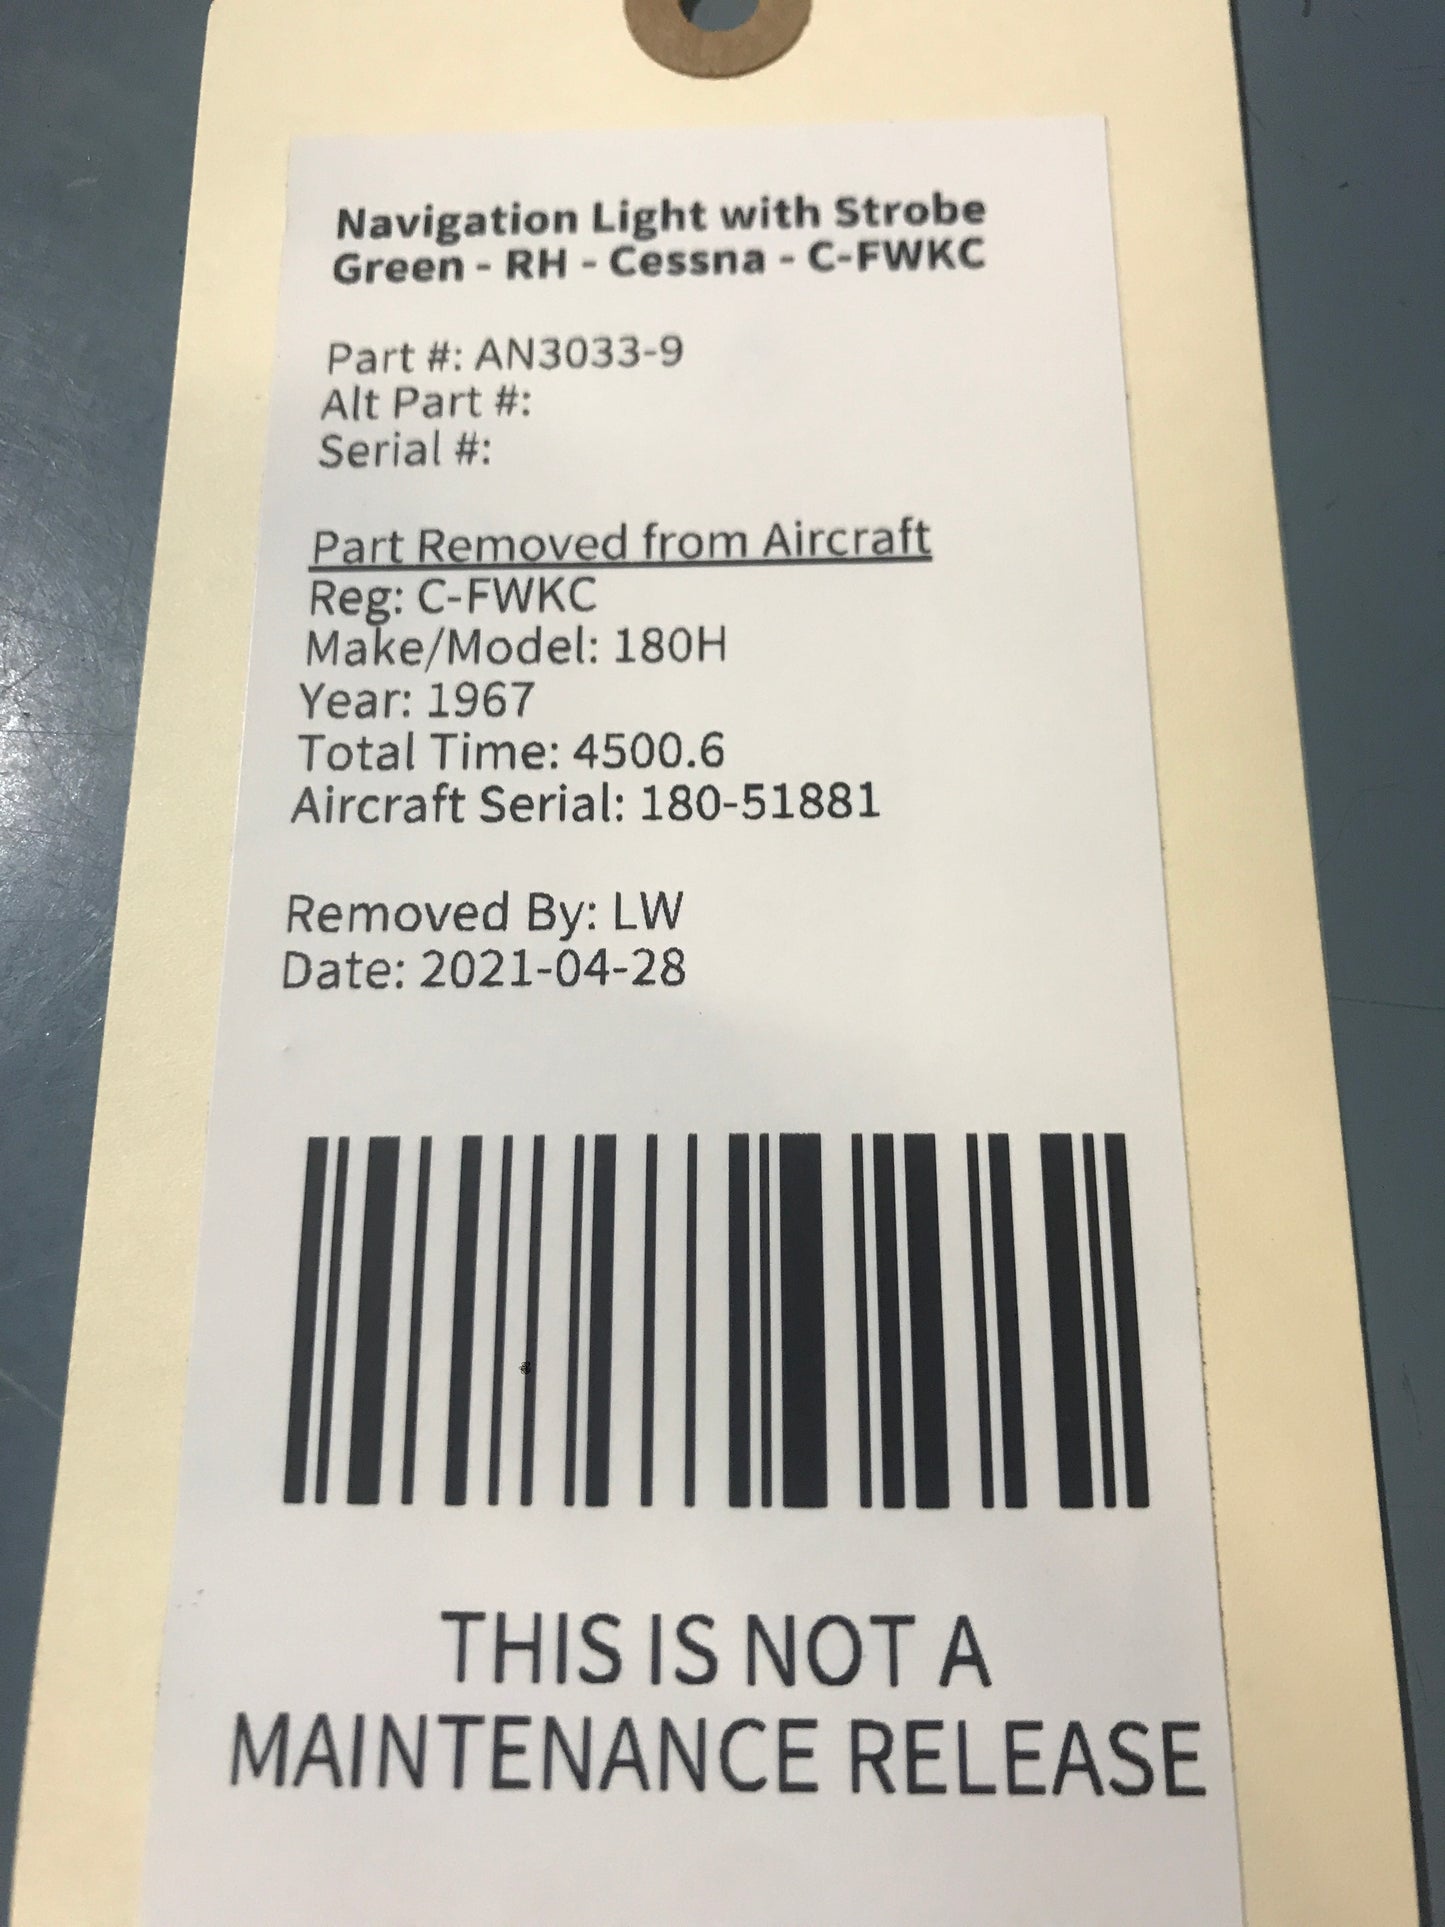 Navigation Light with Strobe
Green - RH - Cessna - C-FWKC
Part #: AN3033-9
Alt Part #:
Serial #:
Part Removed from Aircraft
Reg: C-FWKC
Make/Model: 180H
Year: 1967
Total Time: 4500.6
Aircraft Serial: 180-51881
Removed By: LW
Date: 2021-04-28
THIS IS NOT A
MAINTENANCE RELEASE